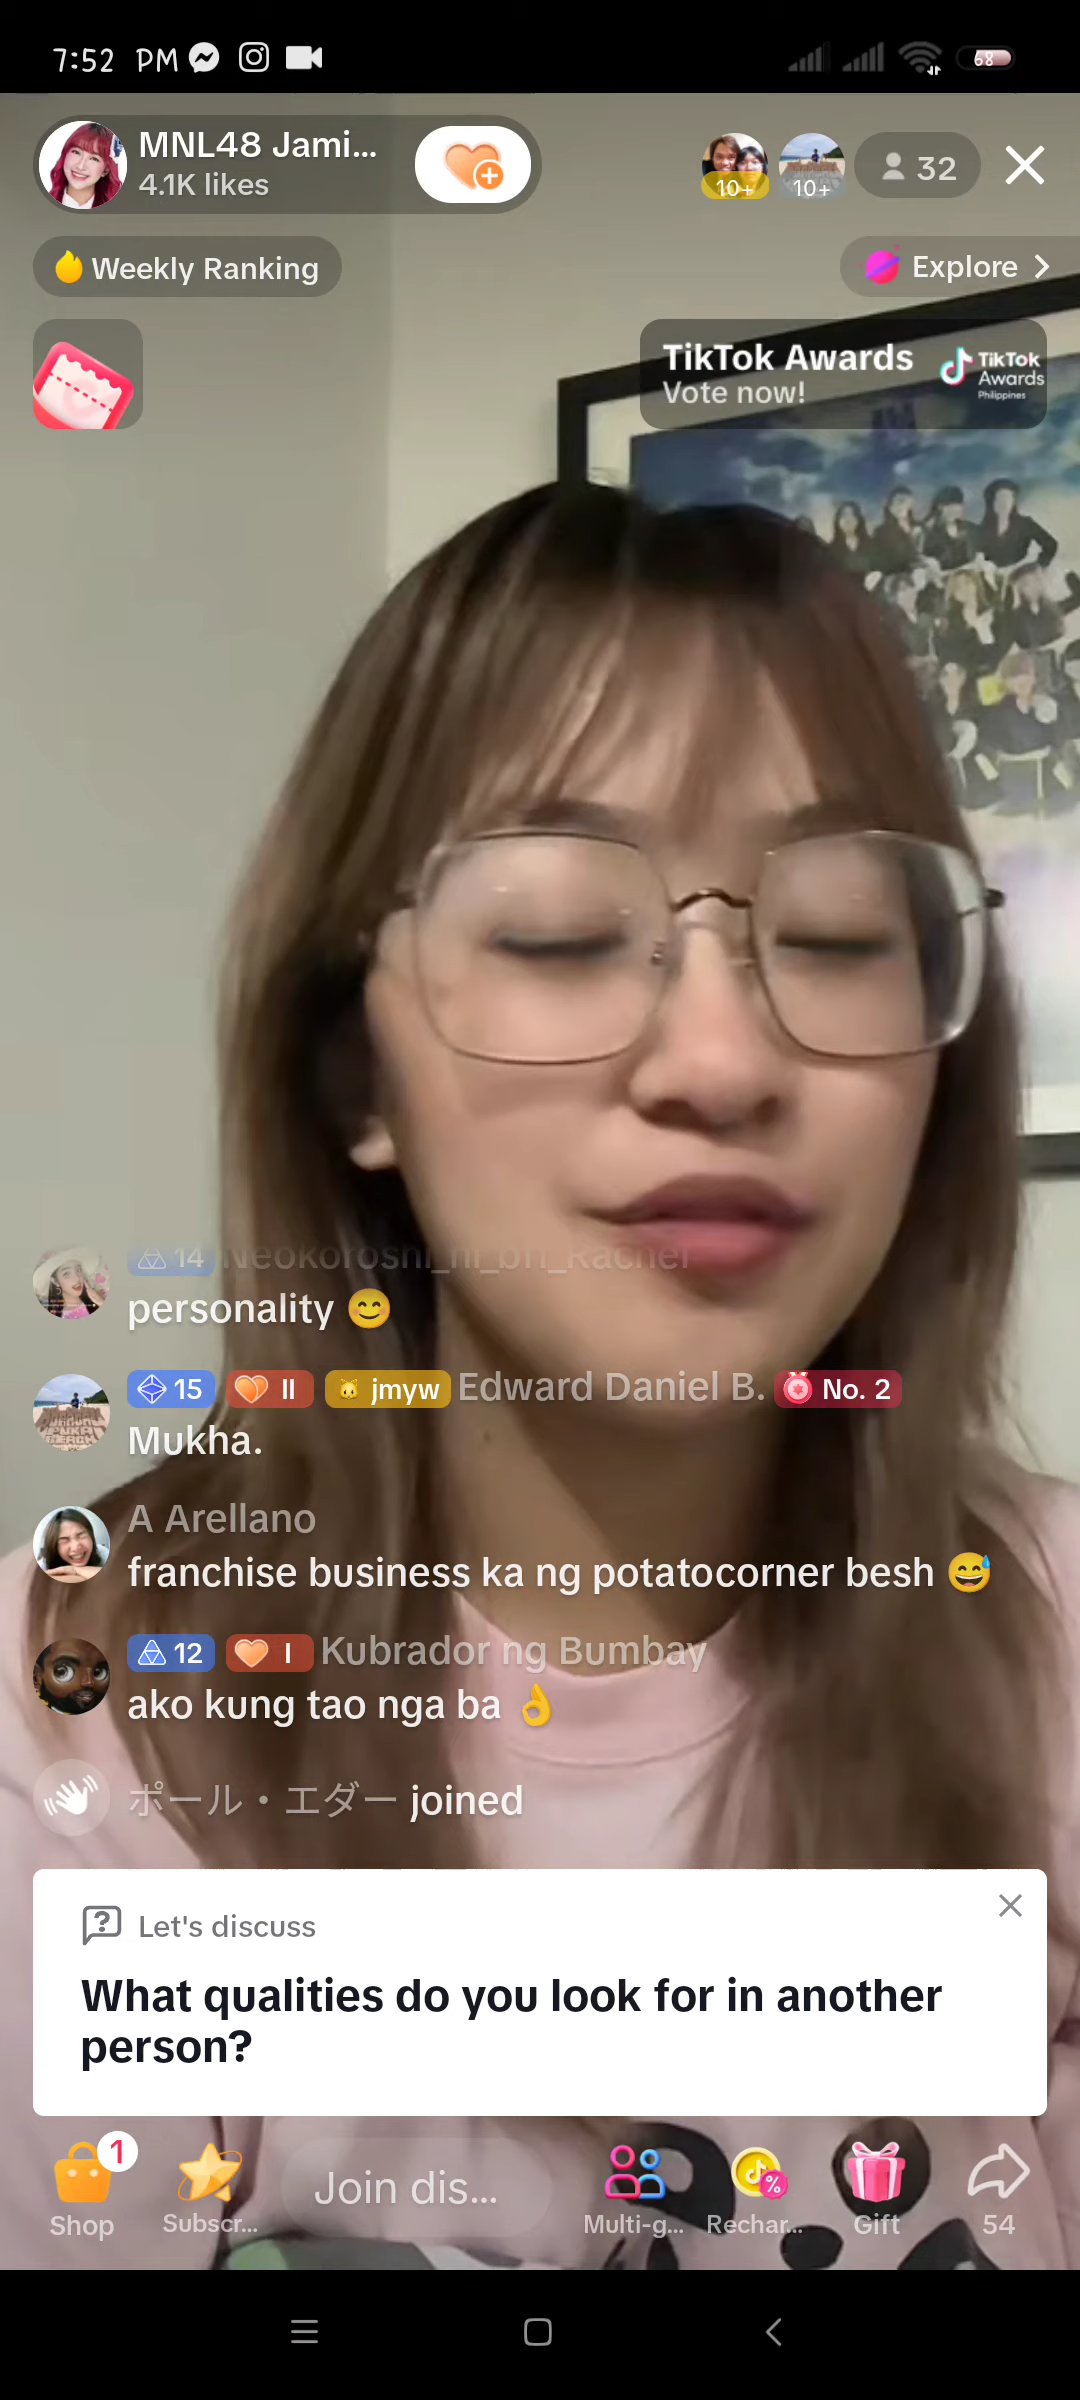 7:52 PM
68
MNL48 Jami...
4.1K likes
10+
10+
32
Weekly Ranking
Explore
TikTok Awards
Vote now!
TikTok
Awards
Philippines
14 Neokoroshi_ni_bh_Rachel
personality 😊
15 II jmyw Edward Daniel B. No. 2
Mukha.
A Arellano
franchise business ka ng potatocorner besh 😅
12 I Kubrador ng Bumbay
ako kung tao nga ba 👌
ポール・エダー joined
Let's discuss
What qualities do you look for in another
person?
1
Join dis...
Shop
Subscr...
Multi-g...
Rechar...
Gift
54